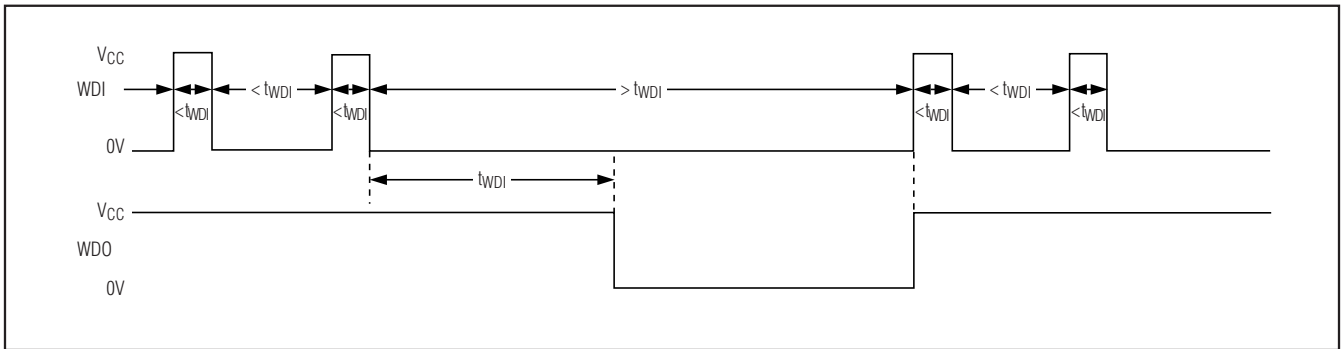 VCC
WDI
< tWDI
> tWDI
< tWDI
<tWDI
<tWDI
<tWDI
<tWDI
0V
tWDI
VCC
WDO
0V